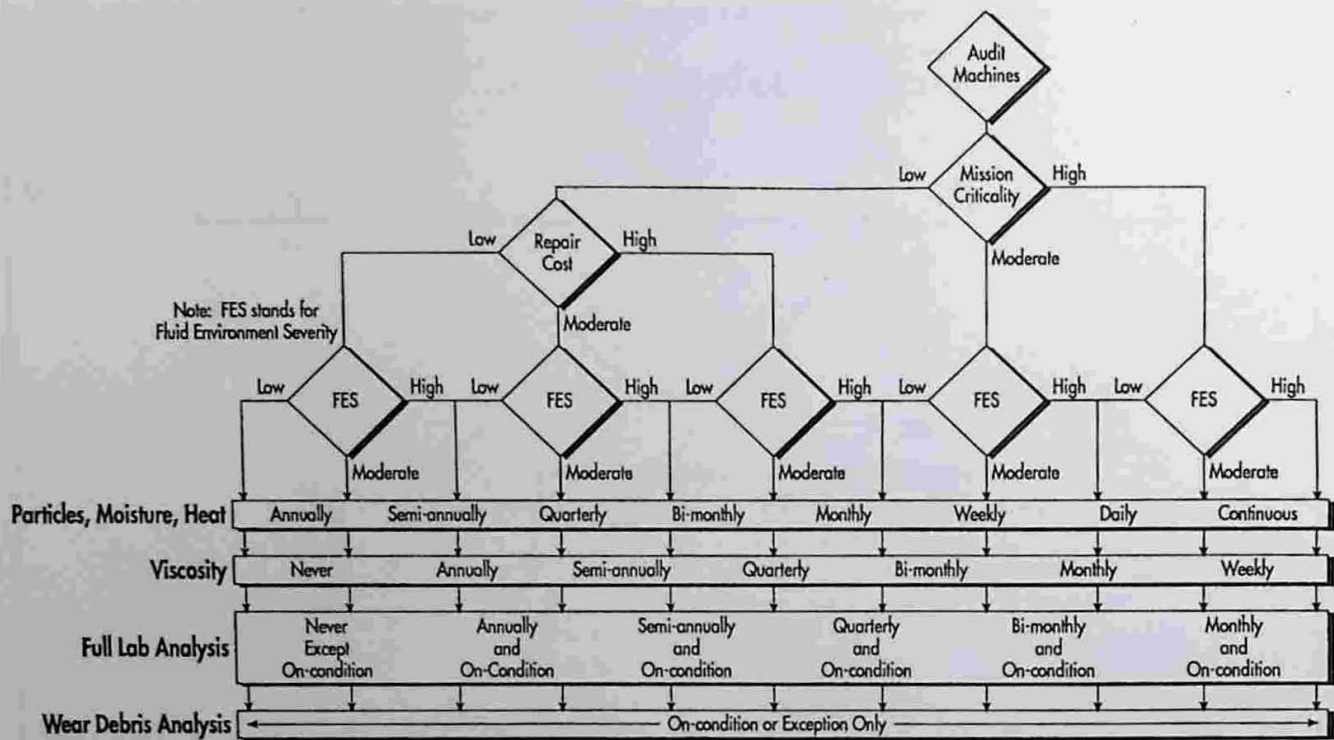 Audit
Machines
Low
Mission
Criticality
High
Moderate
Low
Repair
Cost
High
Moderate
Note: FES stands for
Fluid Environment Severity
Low
FES
High
Moderate
Low
FES
High
Moderate
Low
FES
High
Moderate
Low
FES
High
Moderate
Low
FES
High
Moderate
Particles, Moisture, Heat
Annually
Semi-annually
Quarterly
Bi-monthly
Monthly
Weekly
Daily
Continuous
Viscosity
Never
Annually
Semi-annually
Quarterly
Bi-monthly
Monthly
Weekly
Full Lab Analysis
Never
Except
On-condition
Annually
and
On-Condition
Semi-annually
and
On-condition
Quarterly
and
On-condition
Bi-monthly
and
On-condition
Monthly
and
On-condition
Wear Debris Analysis
On-condition or Exception Only